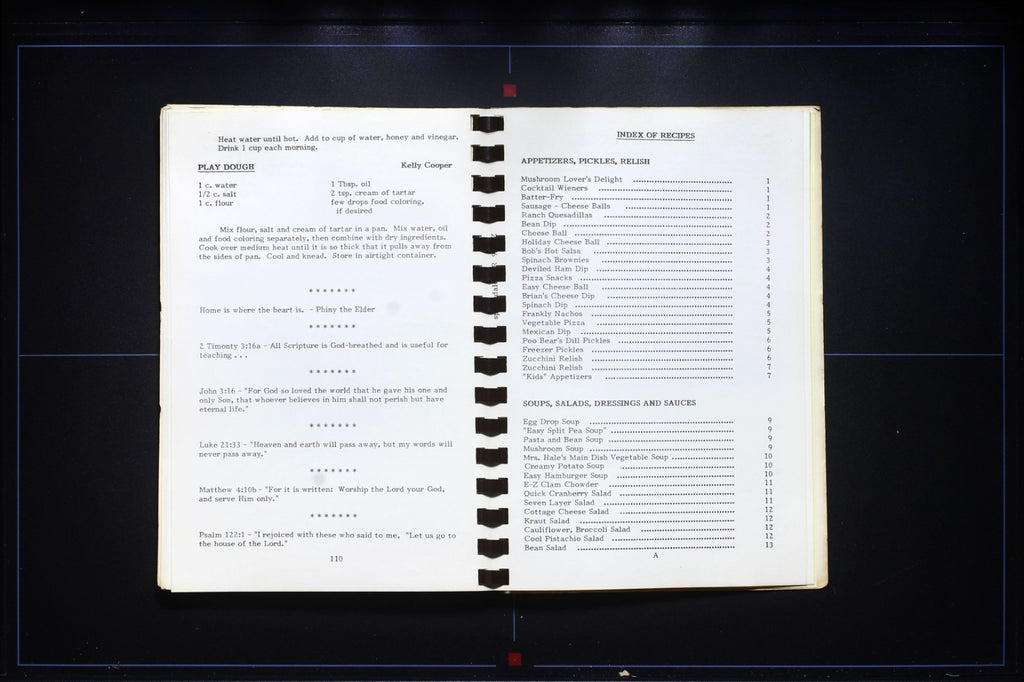 Heat water until hot. Add to cup of water, honey and vinegar.
Drink 1 cup each morning.
PLAY DOUGH Kelly Cooper
1 c. water 1 Tbsp. oil
1/2 c. salt 2 tsp. cream of tartar
1 c. flour few drops food coloring,
if desired
Mix flour, salt and cream of tartar in a pan. Mix water, oil
and food coloring separately, then combine with dry ingredients.
Cook over medium heat until it is so thick that it pulls away from
the sides of pan. Cool and knead. Store in airtight container.
* * * * * * *
Home is where the heart is. - Phiny the Elder
* * * * * * *
2 Timonty 3:16a - All Scripture is God-breathed and is useful for
teaching . . .
* * * * * * *
John 3:16 - "For God so loved the world that he gave his one and
only Son, that whoever believes in him shall not perish but have
eternal life."
* * * * * * *
Luke 21:33 - "Heaven and earth will pass away, but my words will
never pass away."
* * * * * * *
Matthew 4:10b - "For it is written: Worship the Lord your God,
and serve Him only."
* * * * * * *
Psalm 122:1 - "I rejoiced with these who said to me, "Let us go to
the house of the Lord."
110
INDEX OF RECIPES
APPETIZERS, PICKLES, RELISH
Mushroom Lover's Delight 1
Cocktail Wieners 1
Batter-Fry 1
Sausage - Cheese Balls 1
Ranch Quesadillas 2
Bean Dip 2
Cheese Ball 2
Holiday Cheese Ball 3
Bob's Hot Salsa 3
Spinach Brownies 3
Deviled Ham Dip 4
Pizza Snacks 4
Easy Cheese Ball 4
Brian's Cheese Dip 4
Spinach Dip 4
Frankly Nachos 5
Vegetable Pizza 5
Mexican Dip 5
Poo Bear's Dill Pickles 6
Freezer Pickles 6
Zucchini Relish 6
Zucchini Relish 7
"Kids" Appetizers 7
SOUPS, SALADS, DRESSINGS AND SAUCES
Egg Drop Soup 9
"Easy Split Pea Soup" 9
Pasta and Bean Soup 9
Mushroom Soup 9
Mrs. Hale's Main Dish Vegetable Soup 10
Creamy Potato Soup 10
Easy Hamburger Soup 10
E-Z Clam Chowder 11
Quick Cranberry Salad 11
Seven Layer Salad 11
Cottage Cheese Salad 12
Kraut Salad 12
Cauliflower, Broccoli Salad 12
Cool Pistachio Salad 12
Bean Salad 13
A